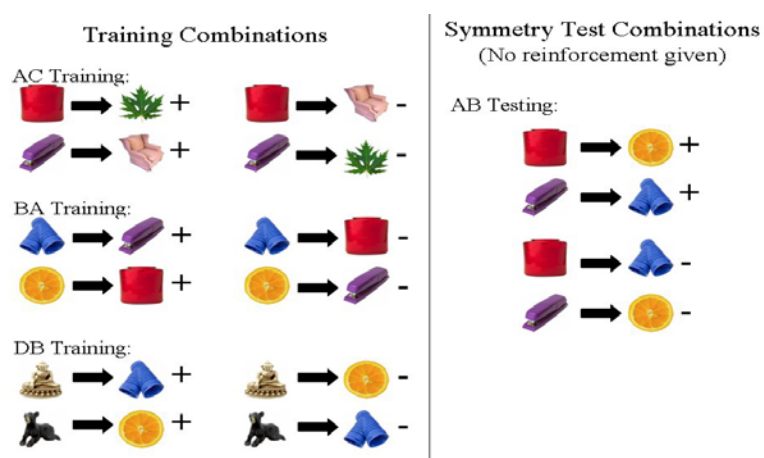 Training Combinations
AC Training:
+ -
+ -
BA Training:
+ -
+ -
DB Training:
+ -
+ -
Symmetry Test Combinations
(No reinforcement given)
AB Testing:
+
+
-
-